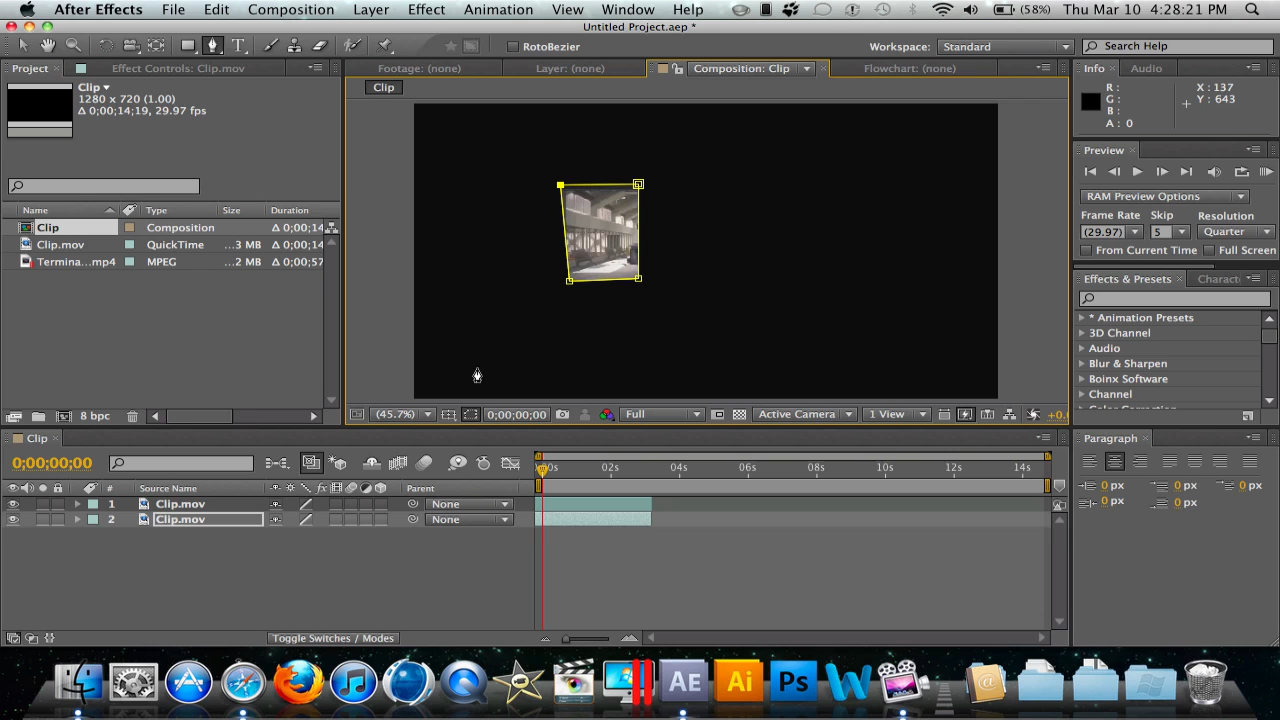 After Effects File Edit Composition Layer Effect Animation View Window Help (58%) Thu Mar 10 4:28:21 PM
Untitled Project.aep *
RotoBezier Workspace: Standard Search Help
Project Effect Controls: Clip.mov Footage: (none) Layer: (none) Composition: Clip Flowchart: (none) Info Audio
Clip
1280 x 720 (1.00)
Δ 0;00;14;19, 29.97 fps
Clip
R:
G:
B:
A: 0
X: 137
Y: 643
Preview
RAM Preview Options
Frame Rate Skip Resolution
(29.97) 5 Quarter
From Current Time Full Screen
Name Type Size Duration
Clip Composition Δ 0;00;14
Clip.mov QuickTime ...3 MB Δ 0;00;14
Termina....mp4 MPEG ...2 MB Δ 0;00;57
Effects & Presets Charact
* Animation Presets
3D Channel
Audio
Blur & Sharpen
Boinx Software
Channel
8 bpc
(45.7%) 0;00;00;00 Full Active Camera 1 View +0.
Clip
0;00;00;00
0s 02s 04s 06s 08s 10s 12s 14s
# Source Name Parent
1 Clip.mov None
2 Clip.mov None
Toggle Switches / Modes
Paragraph
0 px 0 px 0 px
0 px 0 px
AE Ai Ps